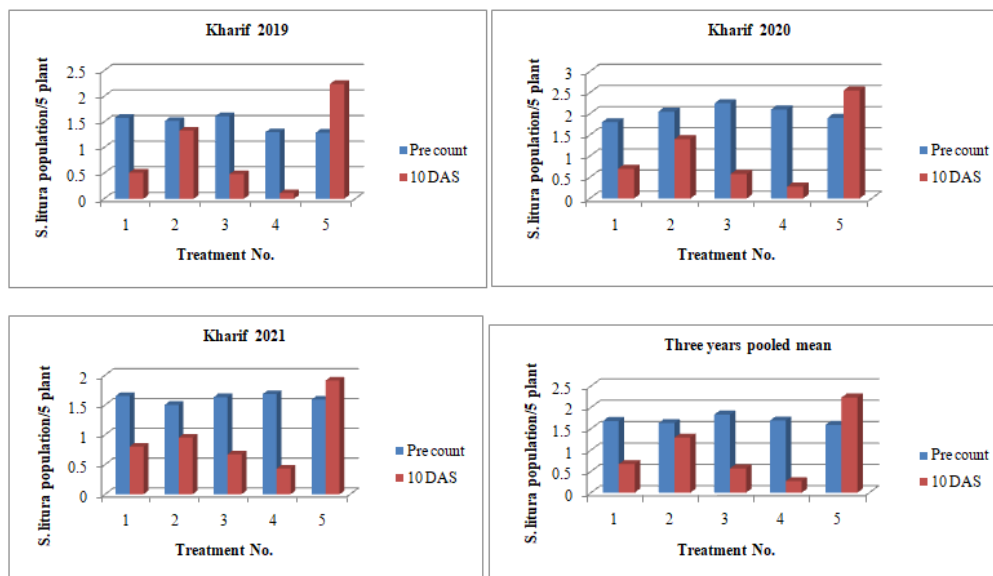 Kharif 2019
S. litura population/5 plant
2.5
2
1.5
1
0.5
0
1 2 3 4 5
Treatment No.
Pre count
10 DAS
Kharif 2020
S. litura population/5 plant
3
2.5
2
1.5
1
0.5
0
1 2 3 4 5
Treatment No.
Pre count
10 DAS
Kharif 2021
S. litura population/5 plant
2
1.5
1
0.5
0
1 2 3 4 5
Treatment No.
Pre count
10 DAS
Three years pooled mean
S. litura population/5 plant
2.5
2
1.5
1
0.5
0
1 2 3 4 5
Treatment No.
Pre count
10 DAS